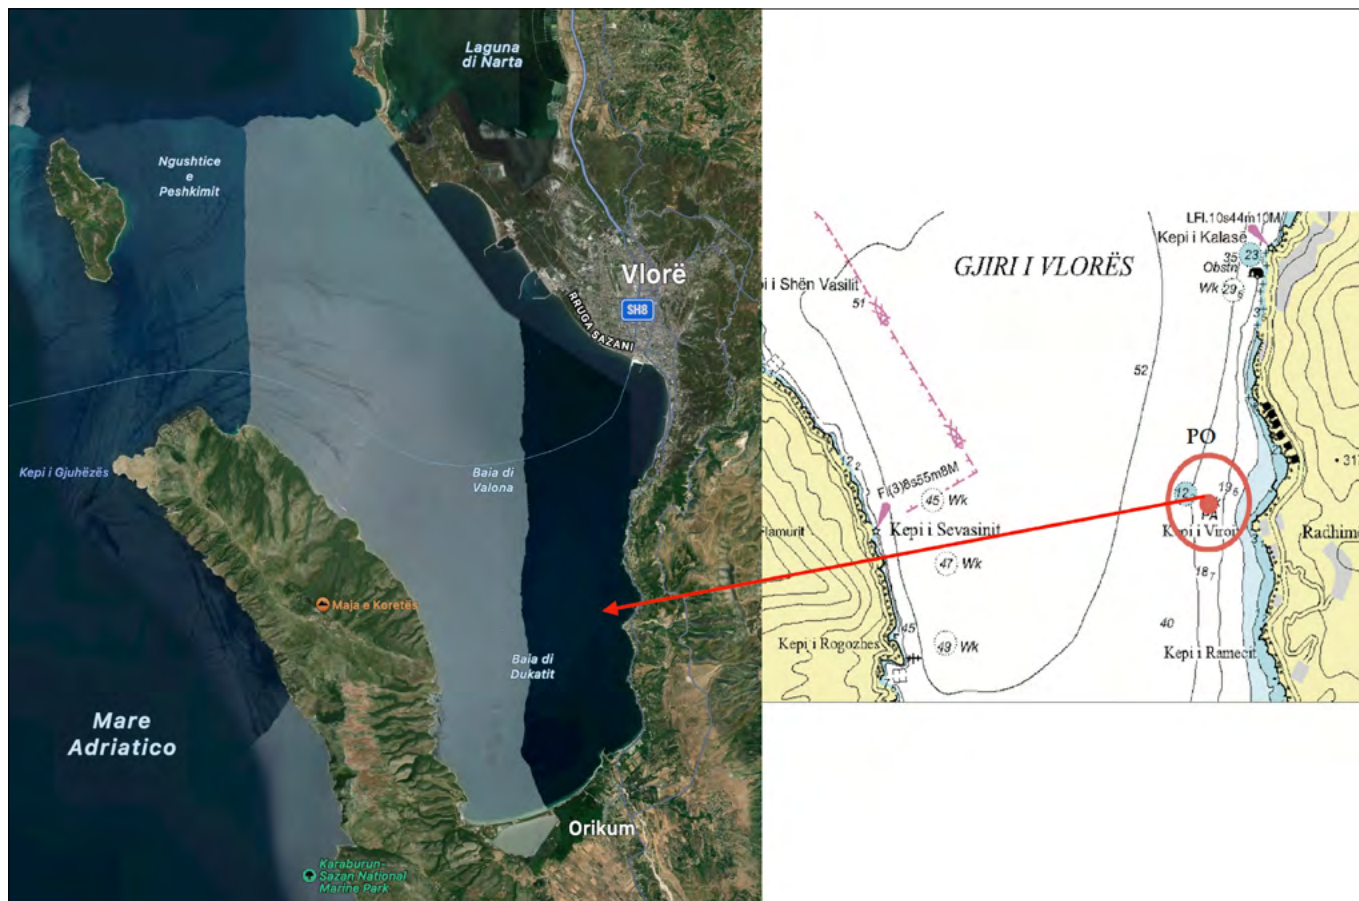 Laguna
di Narta
Ngushtice
e
Peshkimit
Vlorë
SH8
RRUGA SAZANI
Kepi i Gjuhëzës
Baia di
Valona
Maja e Koretës
Baia di
Dukatit
Mare
Adriatico
Orikum
Karaburun-
Sazan National
Marine Park
LFl.10s44m10M
Kepi i Kalasë
35
23
Obstn
Wk 29
GJIRI I VLORËS
i Shën Vasilit
51
52
PO
317
Fl(3)8s55m8M
12
19 6
PA
45 Wk
Kepi i Sevasinit
Kepi i Viroit
Radhim
47 Wk
18 7
45
40
49 Wk
Kepi i Rogozhes
Kepi i Ramecit